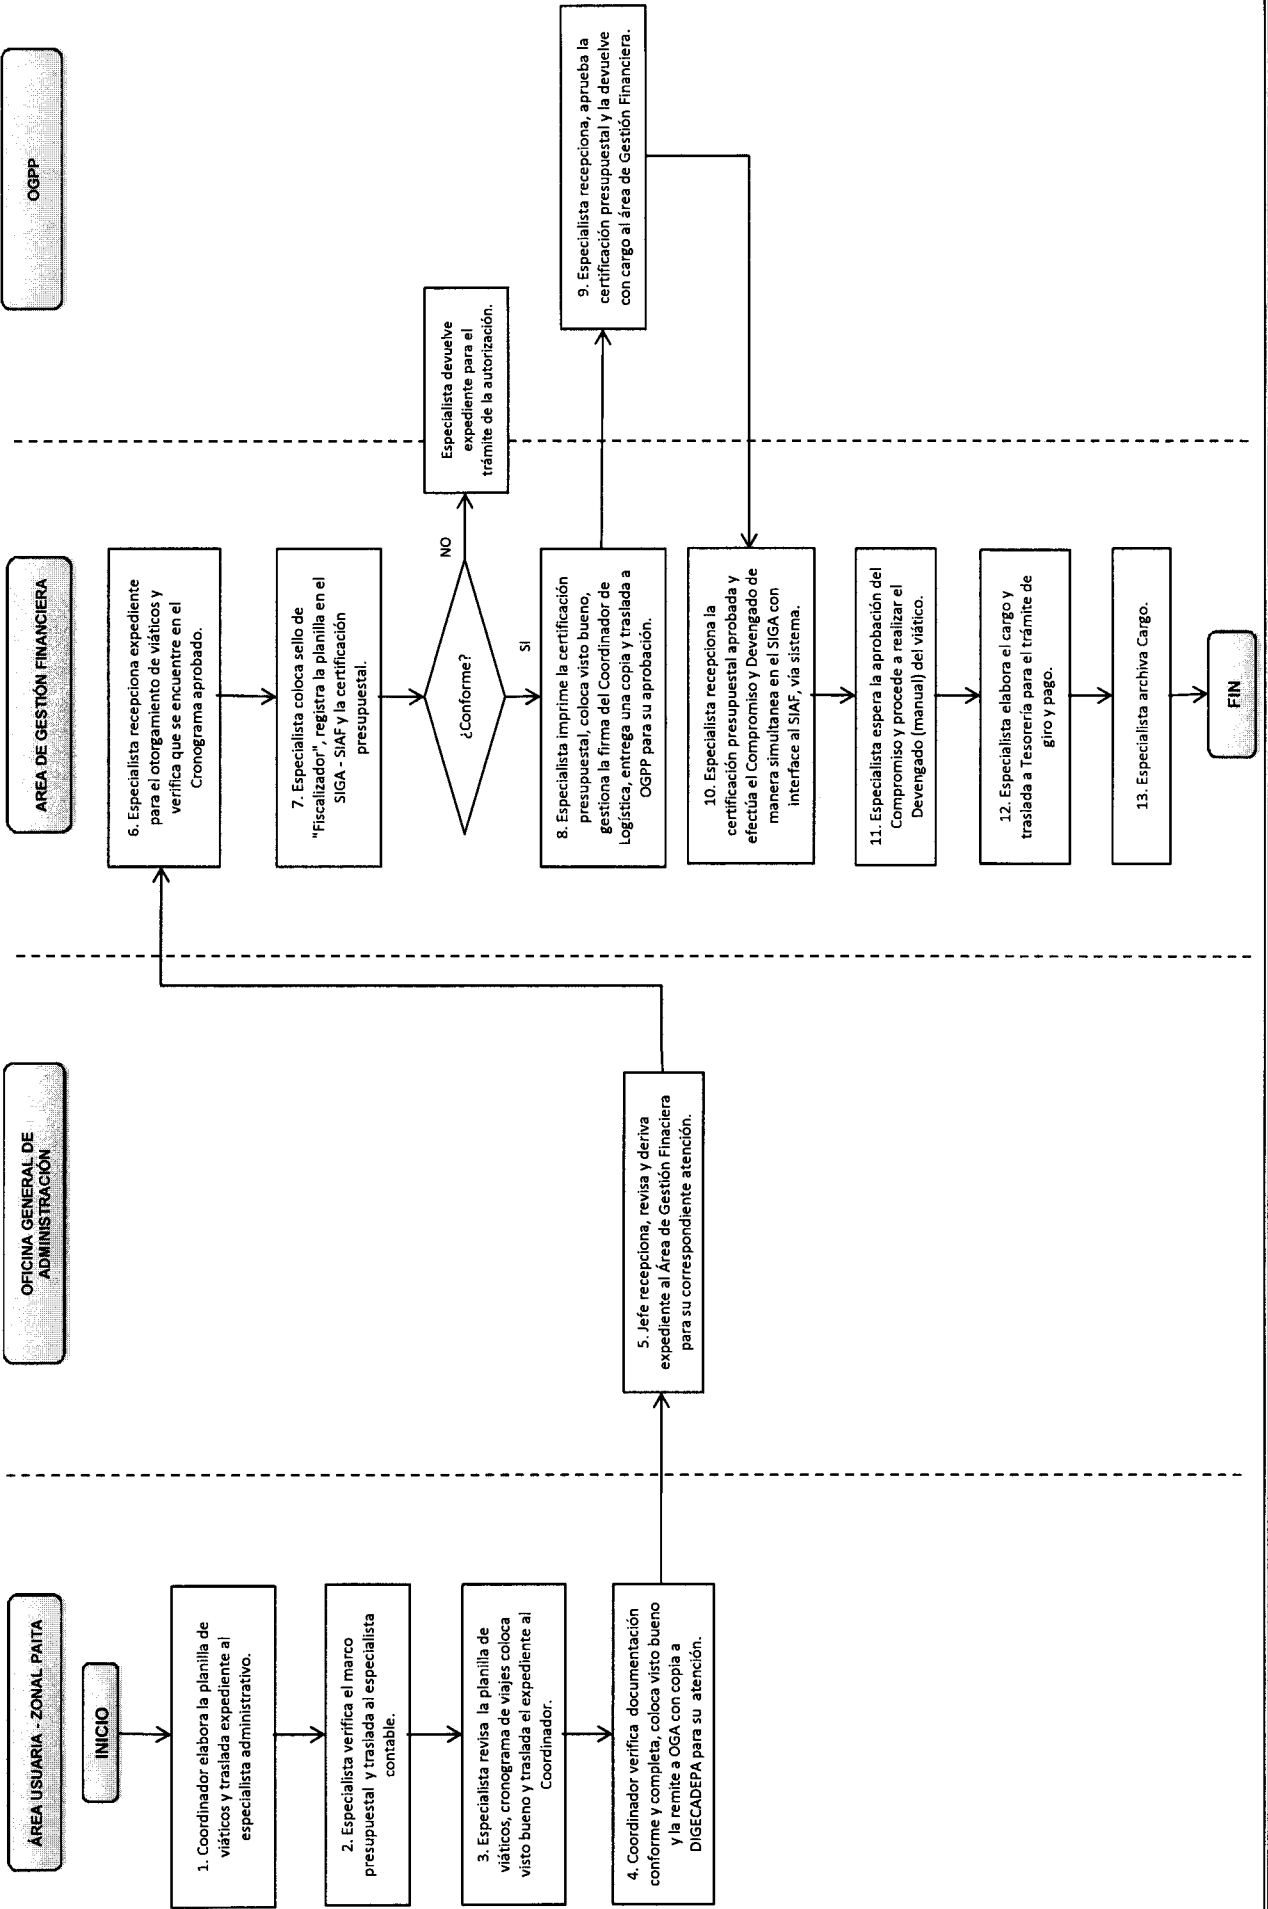 ÁREA USUARIA - ZONAL PAITA
INICIO
1. Coordinador elabora la planilla de
viáticos y traslada expediente al
especialista administrativo.
2. Especialista verifica el marco
presupuestal y traslada al especialista
contable.
3. Especialista revisa la planilla de
viáticos, cronograma de viajes coloca
visto bueno y traslada el expediente al
Coordinador.
4. Coordinador verifica documentación
conforme y completa, coloca visto bueno
y la remite a OGA con copia a
DIGECADEPA para su atención.
OFICINA GENERAL DE
ADMINISTRACIÓN
5. Jefe recepciona, revisa y deriva
expediente al Área de Gestión Finaciera
para su correspondiente atención.
AREA DE GESTIÓN FINANCIERA
6. Especialista recepciona expediente
para el otorgamiento de viáticos y
verifica que se encuentre en el
Cronograma aprobado.
7. Especialista coloca sello de
"Fiscalizador", registra la planilla en el
SIGA - SIAF y la certificación
presupuestal.
¿Conforme?
NO
SI
Especialista devuelve
expediente para el
trámite de la autorización.
8. Especialista imprime la certificación
presupuestal, coloca visto bueno,
gestiona la firma del Coordinador de
Logística, entrega una copia y traslada a
OGPP para su aprobación.
OGPP
9. Especialista recepciona, aprueba la
certificación presupuestal y la devuelve
con cargo al área de Gestión Financiera.
10. Especialista recepciona la
certificación presupuestal aprobada y
efectúa el Compromiso y Devengado de
manera simultanea en el SIGA con
interface al SIAF, vía sistema.
11. Especialista espera la aprobación del
Compromiso y procede a realizar el
Devengado (manual) del viático.
12. Especialista elabora el cargo y
traslada a Tesorería para el trámite de
giro y pago.
13. Especialista archiva Cargo.
FIN